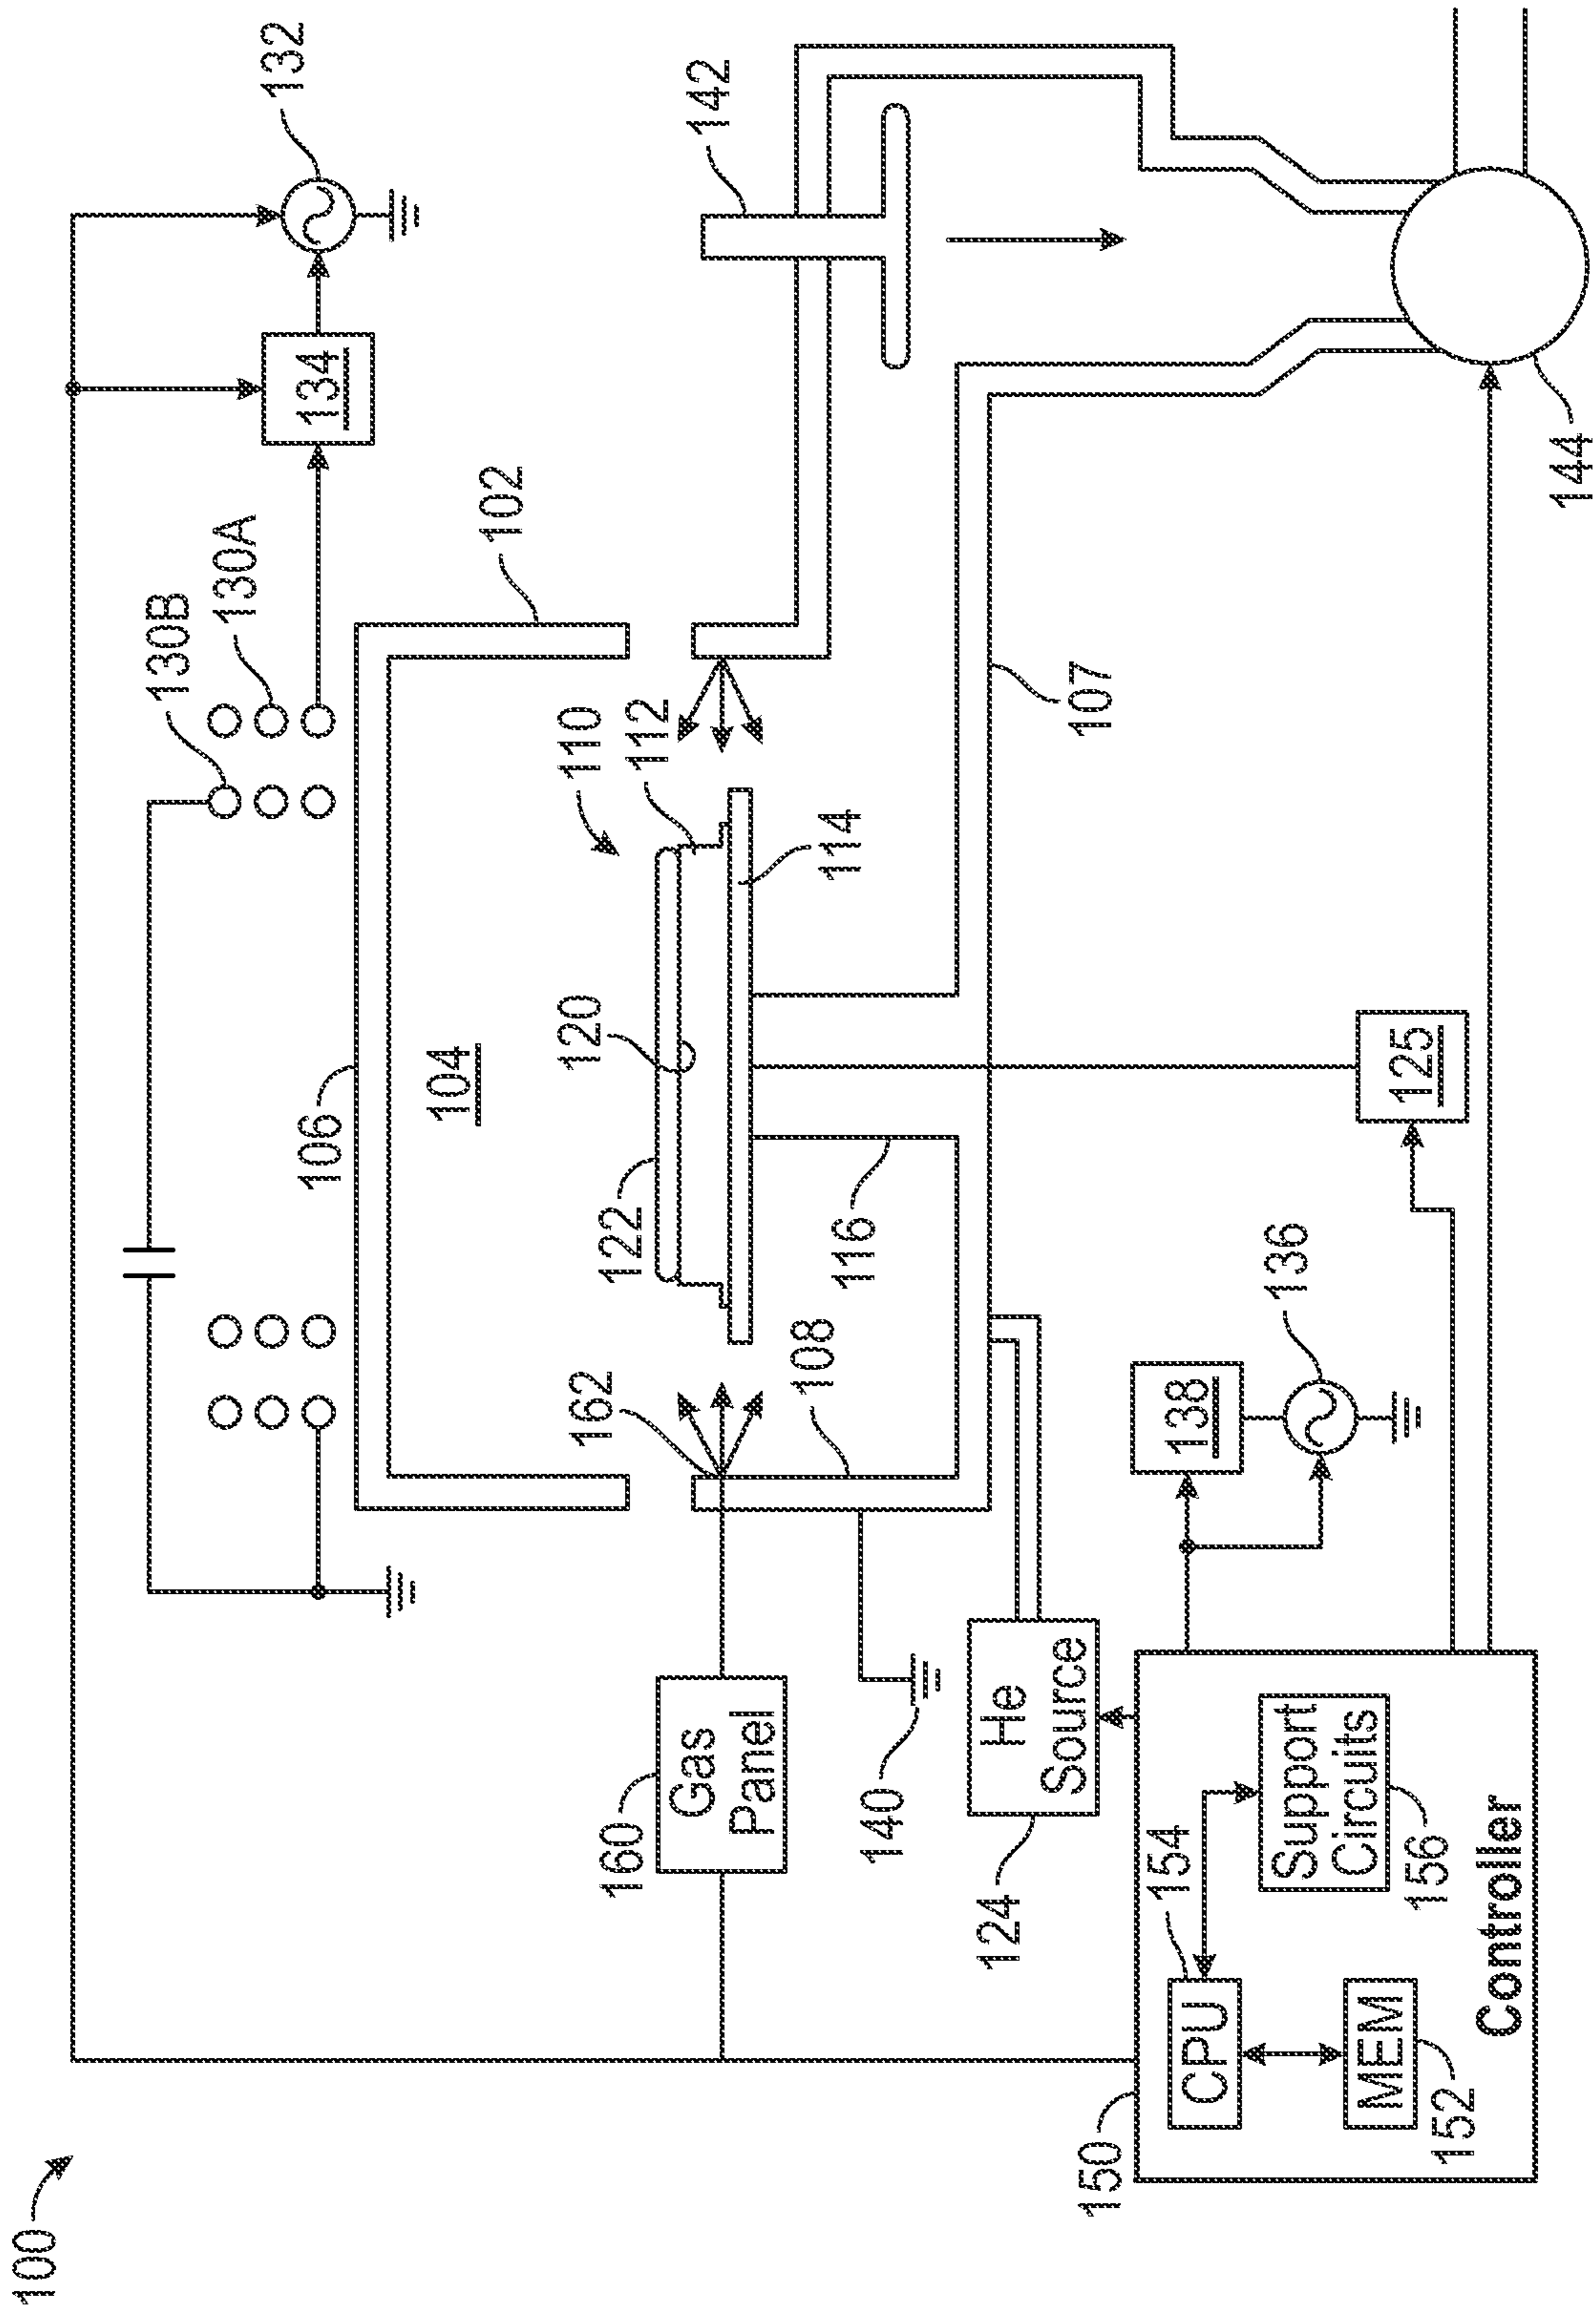 100
132
134
142
130B
130A
102
106
104
110
112
114
120
122
107
116
108
162
144
125
136
138
160
Gas
Panel
140
He
Source
124
150
CPU
154
MEM
152
Support
Circuits
156
Controller